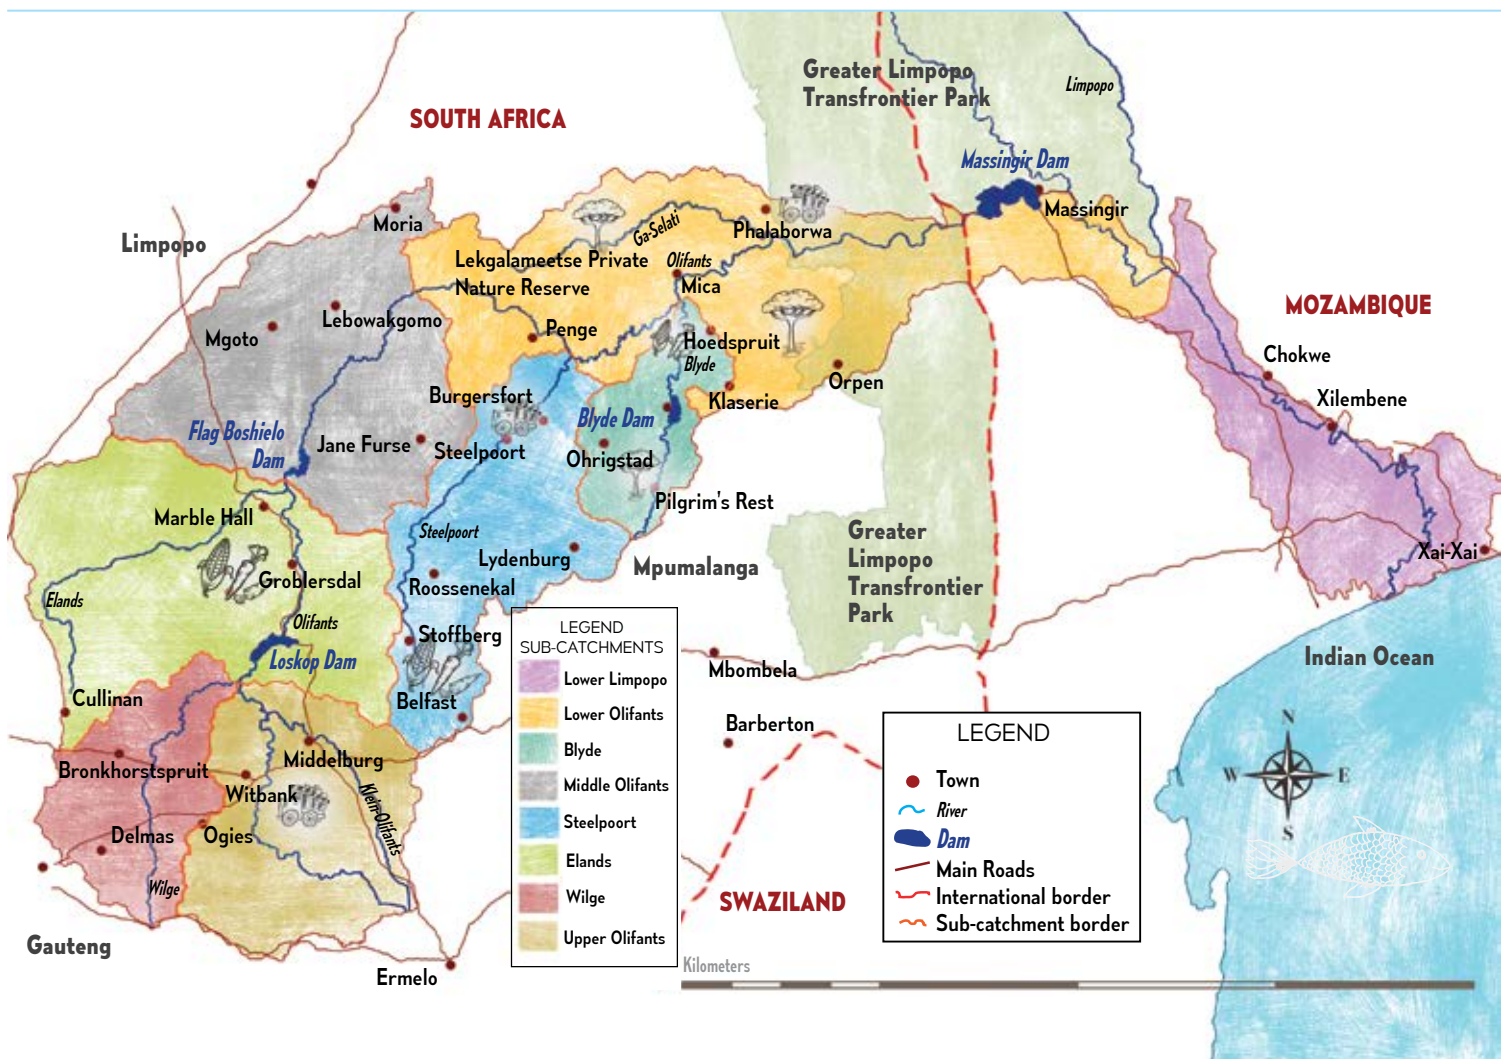 Greater Limpopo
Transfrontier Park
Limpopo
SOUTH AFRICA
Massingir Dam
Massingir
Moria
Limpopo
Ga-Selati
Phalaborwa
Lekgalameetse Private
Nature Reserve
Olifants
Mica
MOZAMBIQUE
Lebowakgomo
Mgoto
Penge
Hoedspruit
Blyde
Chokwe
Orpen
Burgersfort
Klaserie
Xilembene
Flag Boshielo
Dam
Jane Furse
Steelpoort
Blyde Dam
Ohrigstad
Pilgrim's Rest
Marble Hall
Steelpoort
Lydenburg
Greater
Limpopo
Transfrontier
Park
Xai-Xai
Mpumalanga
Groblersdal
Roossenekal
Elands
Olifants
Stoffberg
Loskop Dam
Indian Ocean
Mbombela
Cullinan
Belfast
Barberton
LEGEND
SUB-CATCHMENTS
Lower Limpopo
Lower Olifants
Blyde
Middle Olifants
Steelpoort
Elands
Wilge
Upper Olifants
Bronkhorstspruit
Middelburg
Witbank
Klein-Olifants
Delmas
Ogies
Wilge
Gauteng
Ermelo
SWAZILAND
LEGEND
Town
River
Dam
Main Roads
International border
Sub-catchment border
N
W
E
S
Kilometers